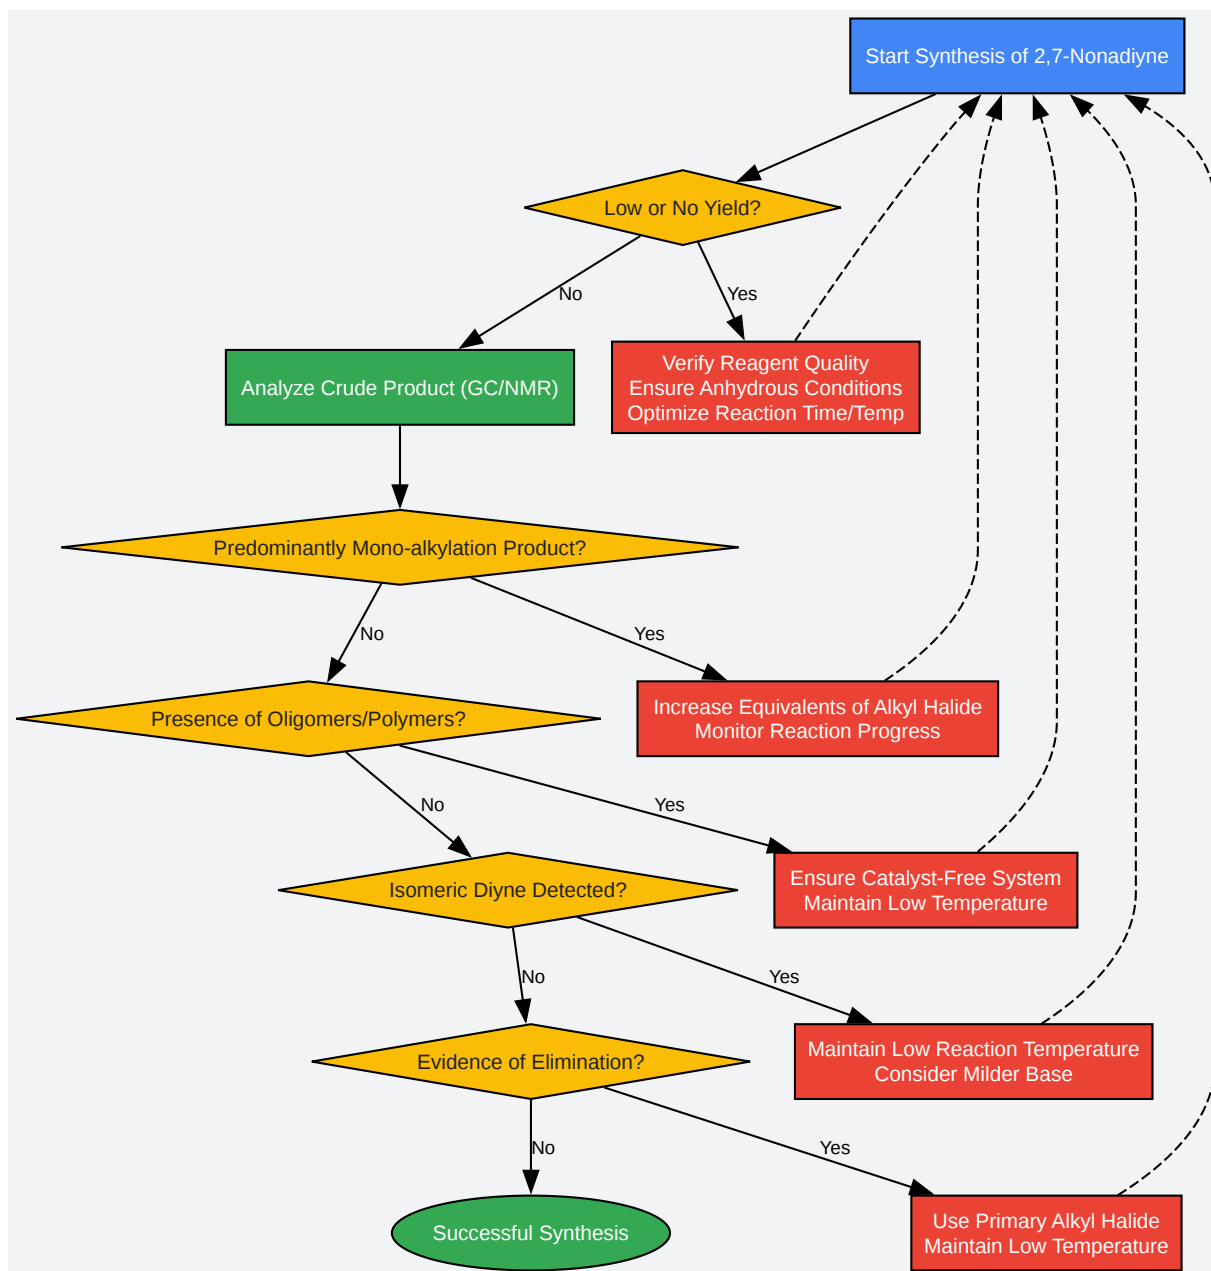 Start Synthesis of 2,7-Nonadiyne
Low or No Yield?
No
Yes
Analyze Crude Product (GC/NMR)
Verify Reagent Quality
Ensure Anhydrous Conditions
Optimize Reaction Time/Temp
Predominantly Mono-alkylation Product?
No
Yes
Presence of Oligomers/Polymers?
Increase Equivalents of Alkyl Halide
Monitor Reaction Progress
No
Yes
Isomeric Diyne Detected?
Ensure Catalyst-Free System
Maintain Low Temperature
No
Yes
Evidence of Elimination?
Maintain Low Reaction Temperature
Consider Milder Base
No
Yes
Successful Synthesis
Use Primary Alkyl Halide
Maintain Low Temperature